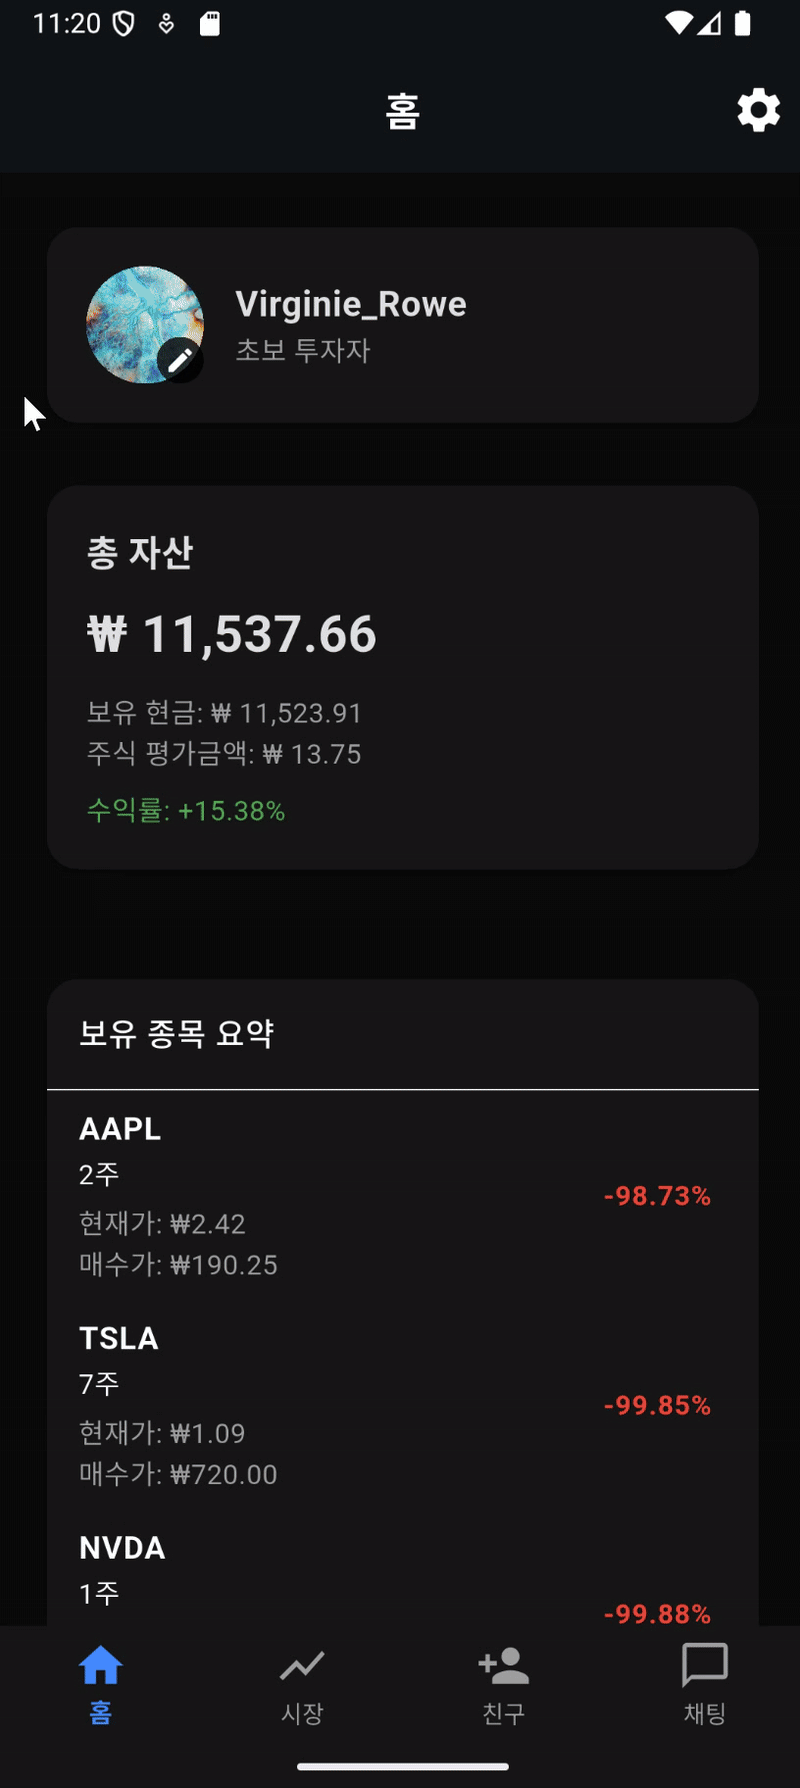 11:20
홈
Virginie_Rowe
초보 투자자
총 자산
₩ 11,537.66
보유 현금: ₩ 11,523.91
주식 평가금액: ₩ 13.75
수익률: +15.38%
보유 종목 요약
AAPL
2주
-98.73%
현재가: ₩2.42
매수가: ₩190.25
TSLA
7주
-99.85%
현재가: ₩1.09
매수가: ₩720.00
NVDA
1주
-99.88%
홈
시장
친구
채팅